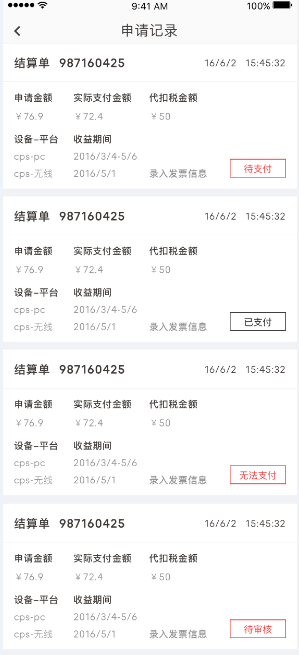 9:41 AM 100%
申请记录
结算单 987160425 16/6/2 15:45:32
申请金额 实际支付金额 代扣税金额
￥76.9 ￥72.4 ￥50
设备-平台 收益期间
cps-pc 2016/3/4-5/6
cps-无线 2016/5/1 录入发票信息 待支付
结算单 987160425 16/6/2 15:45:32
申请金额 实际支付金额 代扣税金额
￥76.9 ￥72.4 ￥50
设备-平台 收益期间
cps-pc 2016/3/4-5/6
cps-无线 2016/5/1 录入发票信息 已支付
结算单 987160425 16/6/2 15:45:32
申请金额 实际支付金额 代扣税金额
￥76.9 ￥72.4 ￥50
设备-平台 收益期间
cps-pc 2016/3/4-5/6
cps-无线 2016/5/1 录入发票信息 无法支付
结算单 987160425 16/6/2 15:45:32
申请金额 实际支付金额 代扣税金额
￥76.9 ￥72.4 ￥50
设备-平台 收益期间
cps-pc 2016/3/4-5/6
cps-无线 2016/5/1 录入发票信息 待审核